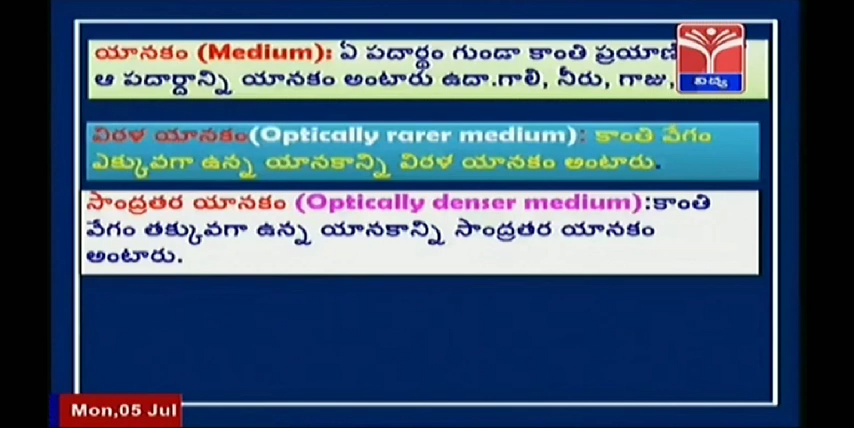 యానకం (Medium): ఏ పదార్థం గుండా కాంతి
ఆ పదార్దాన్ని యానకం అంటారు ఉదా.గాలి, నీరు, గాజు,
విద్య
విరళ యానకం(Optically rarer medium): కాంతి వేగం
ఎక్కువగా ఉన్న యానకాన్ని విరళ యానకం అంటారు.
సాంద్రతర యానకం (Optically denser medium):కాంతి
వేగం తక్కువగా ఉన్న యానకాన్ని సాంద్రతర యానకం
అంటారు.
Mon,05 Jul